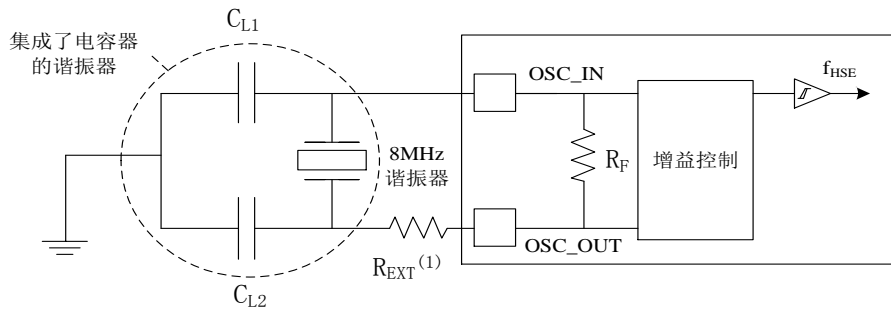 C_L1
集成了电容器
的谐振器
OSC_IN
f_HSE
8MHz
谐振器
R_F
增益控制
OSC_OUT
R_EXT^(1)
C_L2